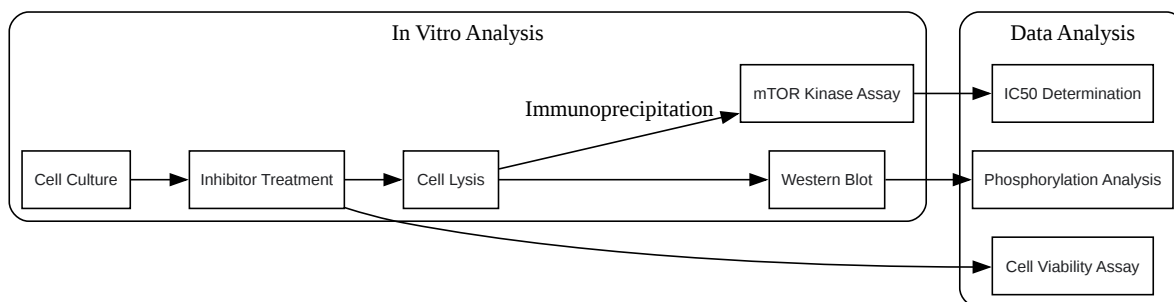 In Vitro Analysis
Data Analysis
mTOR Kinase Assay
IC50 Determination
Immunoprecipitation
Cell Culture
Inhibitor Treatment
Cell Lysis
Western Blot
Phosphorylation Analysis
Cell Viability Assay